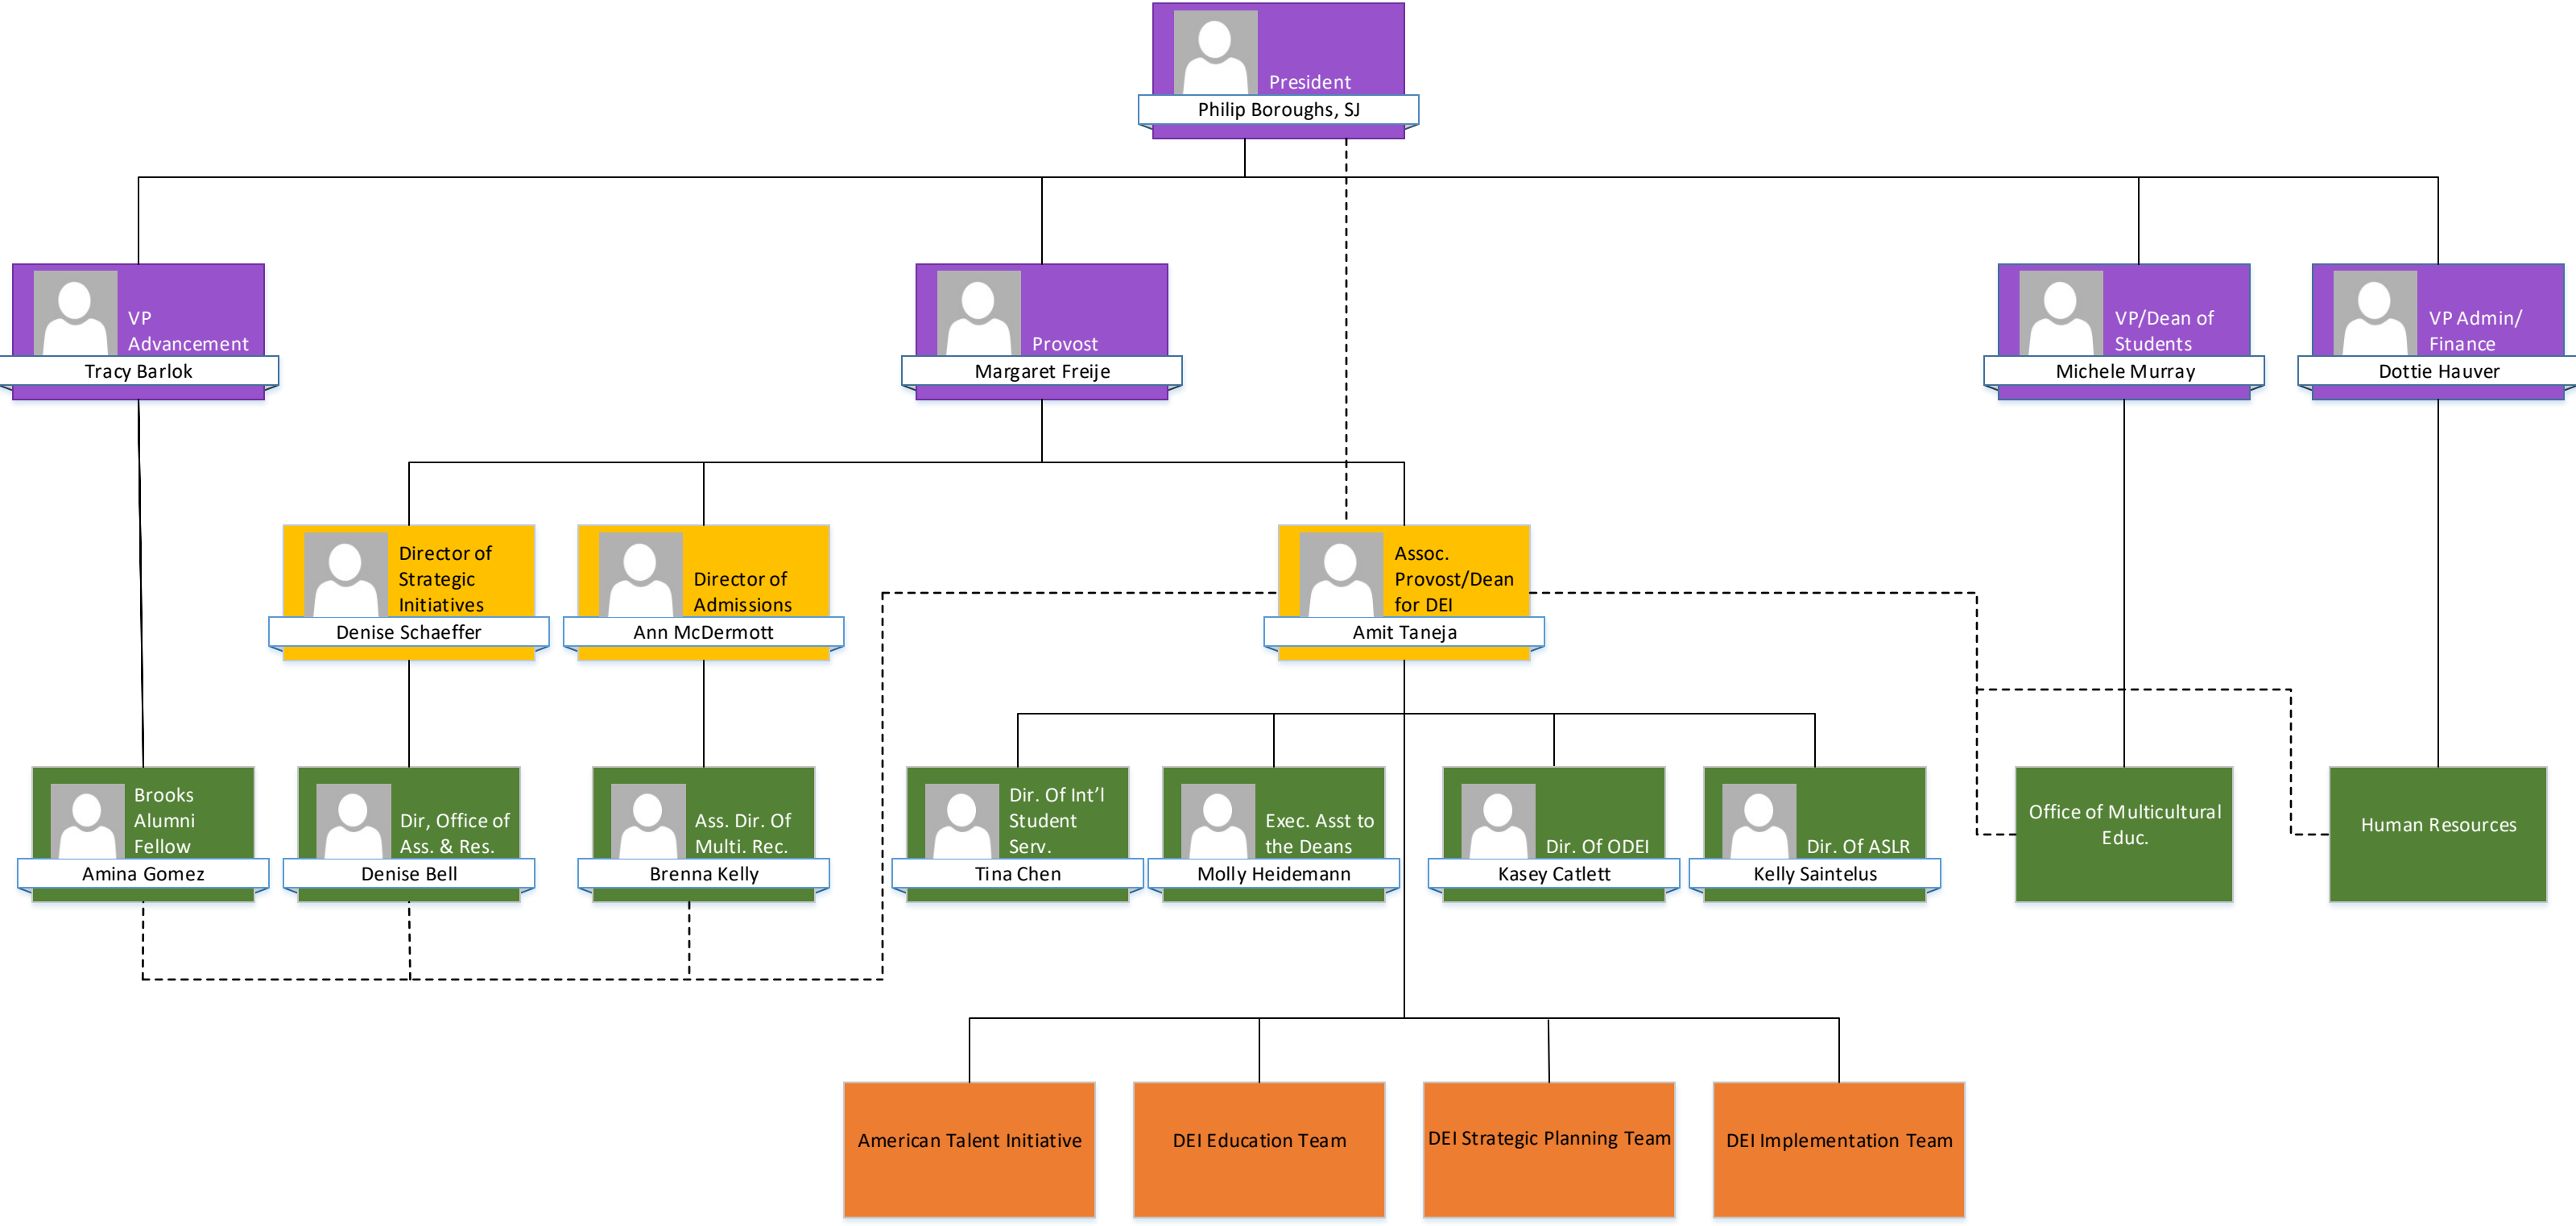 President
Philip Boroughs, SJ
VP
Advancement
Tracy Barlok
Provost
Margaret Freije
VP/Dean of
Students
Michele Murray
VP Admin/
Finance
Dottie Hauver
Director of
Strategic
Initiatives
Denise Schaeffer
Director of
Admissions
Ann McDermott
Assoc.
Provost/Dean
for DEI
Amit Taneja
Brooks
Alumni
Fellow
Amina Gomez
Dir, Office of
Ass. & Res.
Denise Bell
Ass. Dir. Of
Multi. Rec.
Brenna Kelly
Dir. Of Int’l
Student
Serv.
Tina Chen
Exec. Asst to
the Deans
Molly Heidemann
Dir. Of ODEI
Kasey Catlett
Dir. Of ASLR
Kelly Saintelus
Office of Multicultural
Educ.
Human Resources
American Talent Initiative
DEI Education Team
DEI Strategic Planning Team
DEI Implementation Team